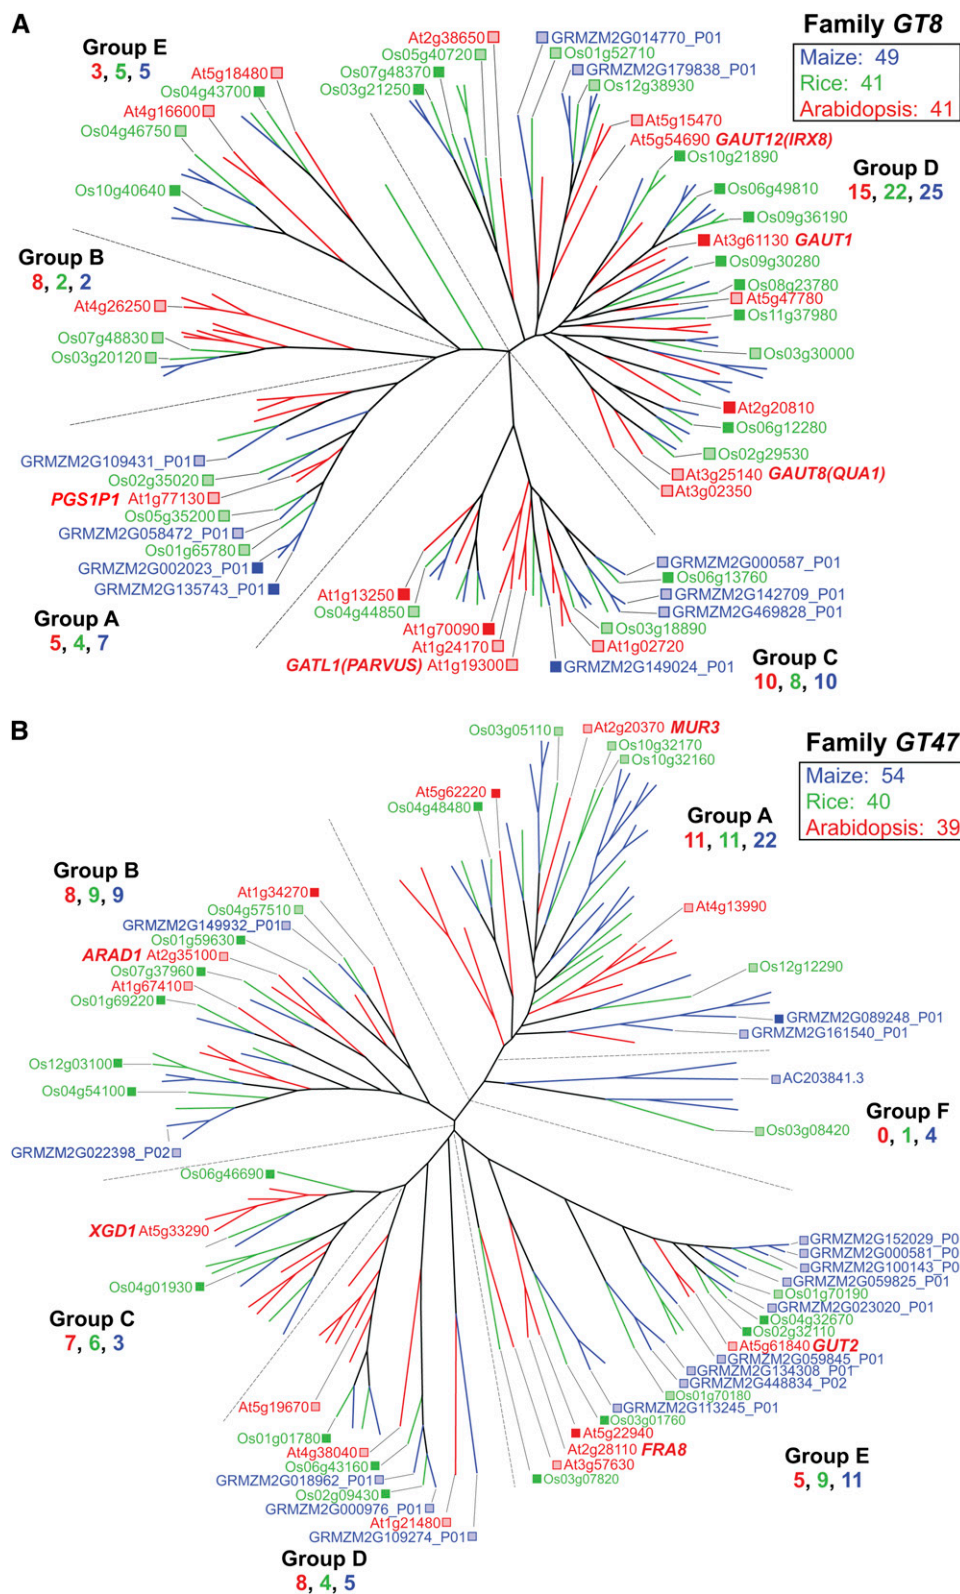 A
Family GT8
Maize: 49
Rice: 41
Arabidopsis: 41
Group E
3, 5, 5
At5g18480
Os04g43700
At4g16600
Os04g46750
Os10g40640
At2g38650
Os05g40720
Os07g48370
Os03g21250
GRMZM2G014770_P01
Os01g52710
GRMZM2G179838_P01
Os12g38930
At5g15470
At5g54690 GAUT12(IRX8)
Os10g21890
Group D
15, 22, 25
Os06g49810
Os09g36190
At3g61130 GAUT1
Os09g30280
Os08g23780
At5g47780
Os11g37980
Os03g30000
At2g20810
Os06g12280
Os02g29530
At3g25140 GAUT8(QUA1)
At3g02350
Group B
8, 2, 2
At4g26250
Os07g48830
Os03g20120
GRMZM2G109431_P01
Os02g35020
PGS1P1 At1g77130
Os05g35200
GRMZM2G058472_P01
Os01g65780
GRMZM2G002023_P01
GRMZM2G135743_P01
Group A
5, 4, 7
At1g13250
Os04g44850
At1g70090
At1g24170
GATL1(PARVUS) At1g19300
GRMZM2G000587_P01
Os06g13760
GRMZM2G142709_P01
GRMZM2G469828_P01
Os03g18890
At1g02720
GRMZM2G149024_P01
Group C
10, 8, 10
B
Family GT47
Maize: 54
Rice: 40
Arabidopsis: 39
Os03g05110
At2g20370 MUR3
Os10g32170
Os10g32160
At5g62220
Os04g48480
Group A
11, 11, 22
At4g13990
Os12g12290
GRMZM2G089248_P01
GRMZM2G161540_P01
AC203841.3
Group F
0, 1, 4
Os03g08420
Group B
8, 9, 9
At1g34270
Os04g57510
GRMZM2G149932_P01
Os01g59630
ARAD1 At2g35100
Os07g37960
At1g67410
Os01g69220
Os12g03100
Os04g54100
GRMZM2G022398_P02
Os06g46690
XGD1 At5g33290
Os04g01930
Group C
7, 6, 3
At5g19670
Os01g01780
At4g38040
Os06g43160
GRMZM2G018962_P01
Os02g09430
GRMZM2G000976_P01
At1g21480
GRMZM2G109274_P01
Group D
8, 4, 5
GRMZM2G152029_P0
GRMZM2G000581_P01
GRMZM2G100143_P0
GRMZM2G059825_P01
Os01g70190
GRMZM2G023020_P01
Os04g32670
Os02g32110
At5g61840 GUT2
GRMZM2G059845_P01
GRMZM2G134308_P01
GRMZM2G448834_P02
Os01g70180
GRMZM2G113245_P01
Os03g01760
At5g22940
At2g28110 FRA8
At3g57630
Os03g07820
Group E
5, 9, 11